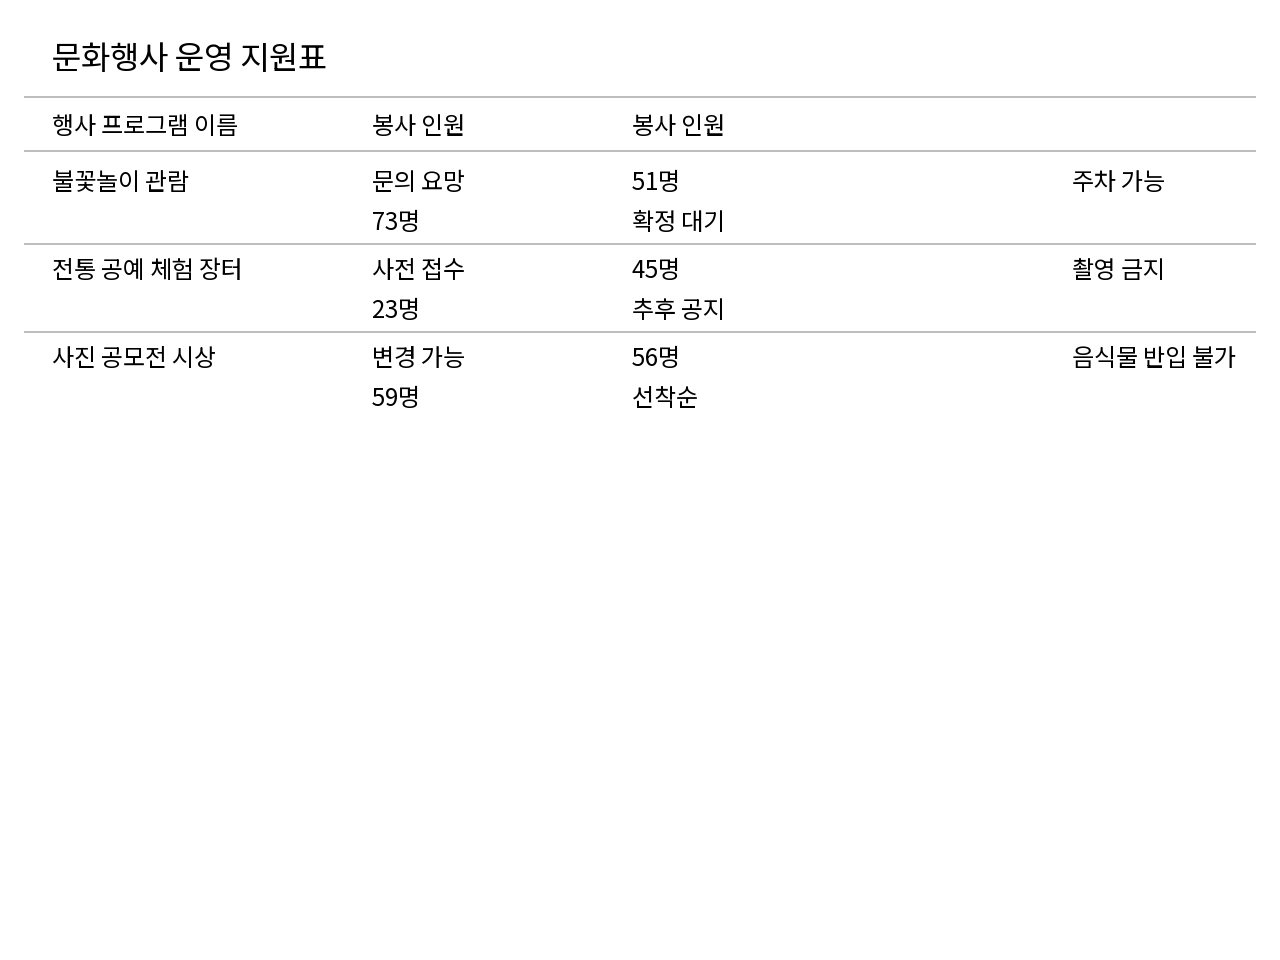 문화행사 운영 지원표
행사 프로그램 이름 봉사 인원 봉사 인원
불꽃놀이 관람 문의 요망 51명 주차 가능
73명 확정 대기
전통 공예 체험 장터 사전 접수 45명 촬영 금지
23명 추후 공지
사진 공모전 시상 변경 가능 56명 음식물 반입 불가
59명 선착순